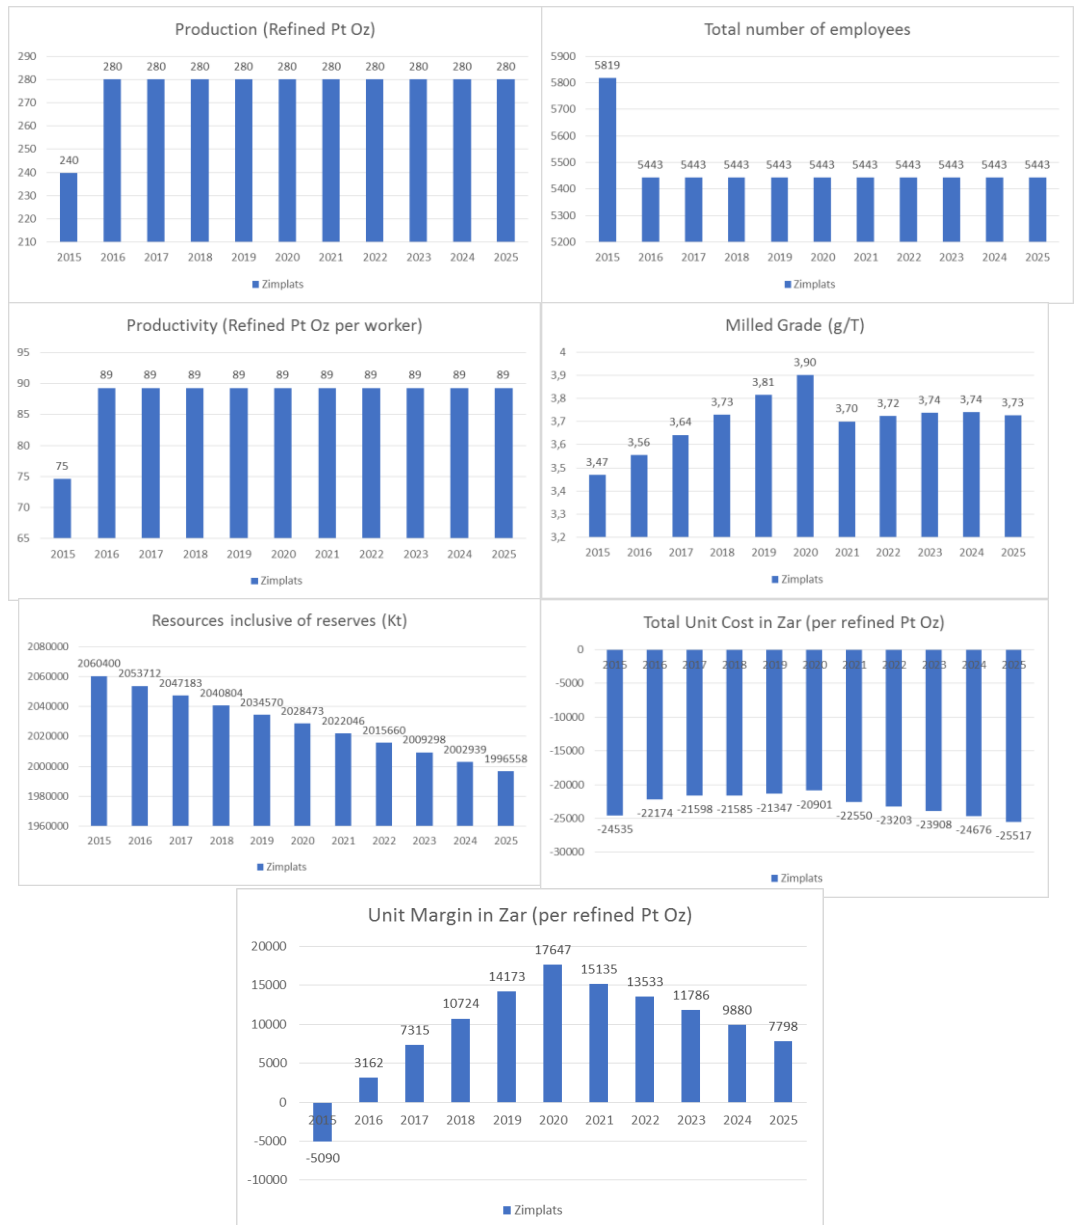 Production (Refined Pt Oz)
290
280
270
260
250
240
230
220
210
240
280 280 280 280 280 280 280 280 280 280
2015 2016 2017 2018 2019 2020 2021 2022 2023 2024 2025
Zimplats
Total number of employees
5900
5800
5700
5600
5500
5400
5300
5200
5819
5443 5443 5443 5443 5443 5443 5443 5443 5443 5443
2015 2016 2017 2018 2019 2020 2021 2022 2023 2024 2025
Zimplats
Productivity (Refined Pt Oz per worker)
95
90
85
80
75
70
65
75
89 89 89 89 89 89 89 89 89 89
2015 2016 2017 2018 2019 2020 2021 2022 2023 2024 2025
Zimplats
Milled Grade (g/T)
4
3,9
3,8
3,7
3,6
3,5
3,4
3,3
3,2
3,47 3,56 3,64 3,73 3,81 3,90 3,70 3,72 3,74 3,74 3,73
2015 2016 2017 2018 2019 2020 2021 2022 2023 2024 2025
Zimplats
Resources inclusive of reserves (Kt)
2080000
2060000
2040000
2020000
2000000
1980000
1960000
2060400 2053712 2047183 2040804 2034570 2028473 2022046 2015660 2009298 2002939 1996558
2015 2016 2017 2018 2019 2020 2021 2022 2023 2024 2025
Zimplats
Total Unit Cost in Zar (per refined Pt Oz)
0
-5000
-10000
-15000
-20000
-25000
-30000
2015 2016 2017 2018 2019 2020 2021 2022 2023 2024 2025
-24535 -22174 -21598 -21585 -21347 -20901 -22550 -23203 -23908 -24676 -25517
Zimplats
Unit Margin in Zar (per refined Pt Oz)
20000
15000
10000
5000
0
-5000
-10000
-5090 3162 7315 10724 14173 17647 15135 13533 11786 9880 7798
2015 2016 2017 2018 2019 2020 2021 2022 2023 2024 2025
Zimplats